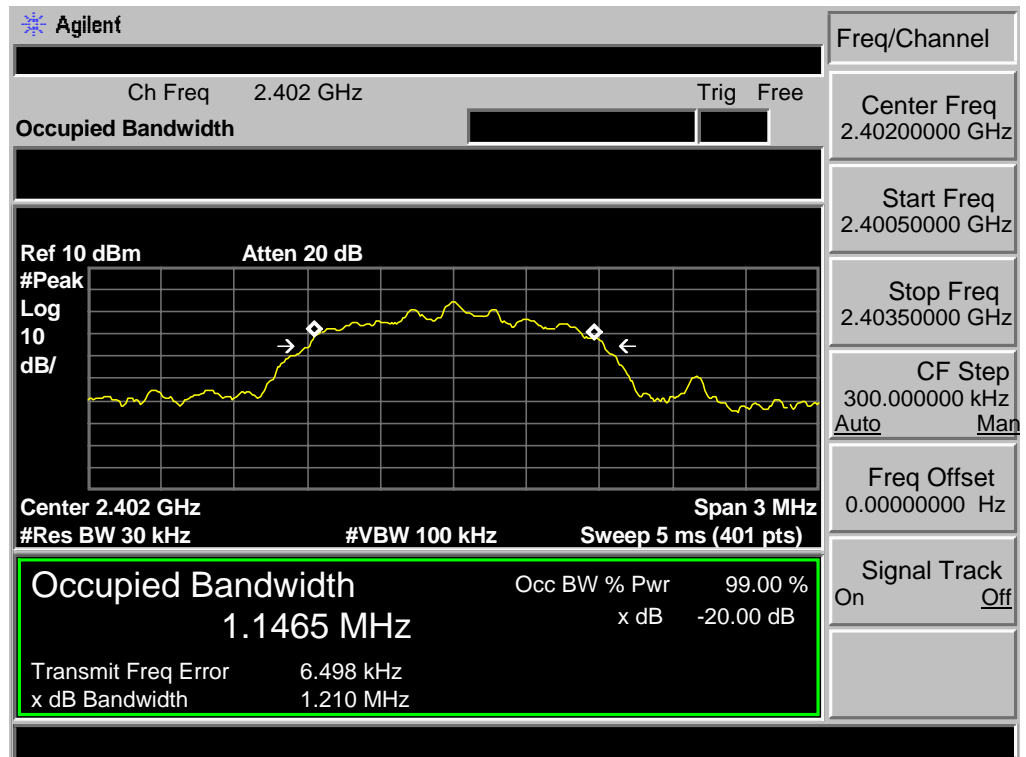 Agilent
Ch Freq 2.402 GHz Trig Free
Occupied Bandwidth
Ref 10 dBm Atten 20 dB
#Peak
Log
10
dB/
Center 2.402 GHz Span 3 MHz
#Res BW 30 kHz #VBW 100 kHz Sweep 5 ms (401 pts)
Occupied Bandwidth Occ BW % Pwr 99.00 %
1.1465 MHz x dB -20.00 dB
Transmit Freq Error 6.498 kHz
x dB Bandwidth 1.210 MHz
Freq/Channel
Center Freq
2.40200000 GHz
Start Freq
2.40050000 GHz
Stop Freq
2.40350000 GHz
CF Step
300.000000 kHz
Auto Man
Freq Offset
0.00000000 Hz
Signal Track
On Off